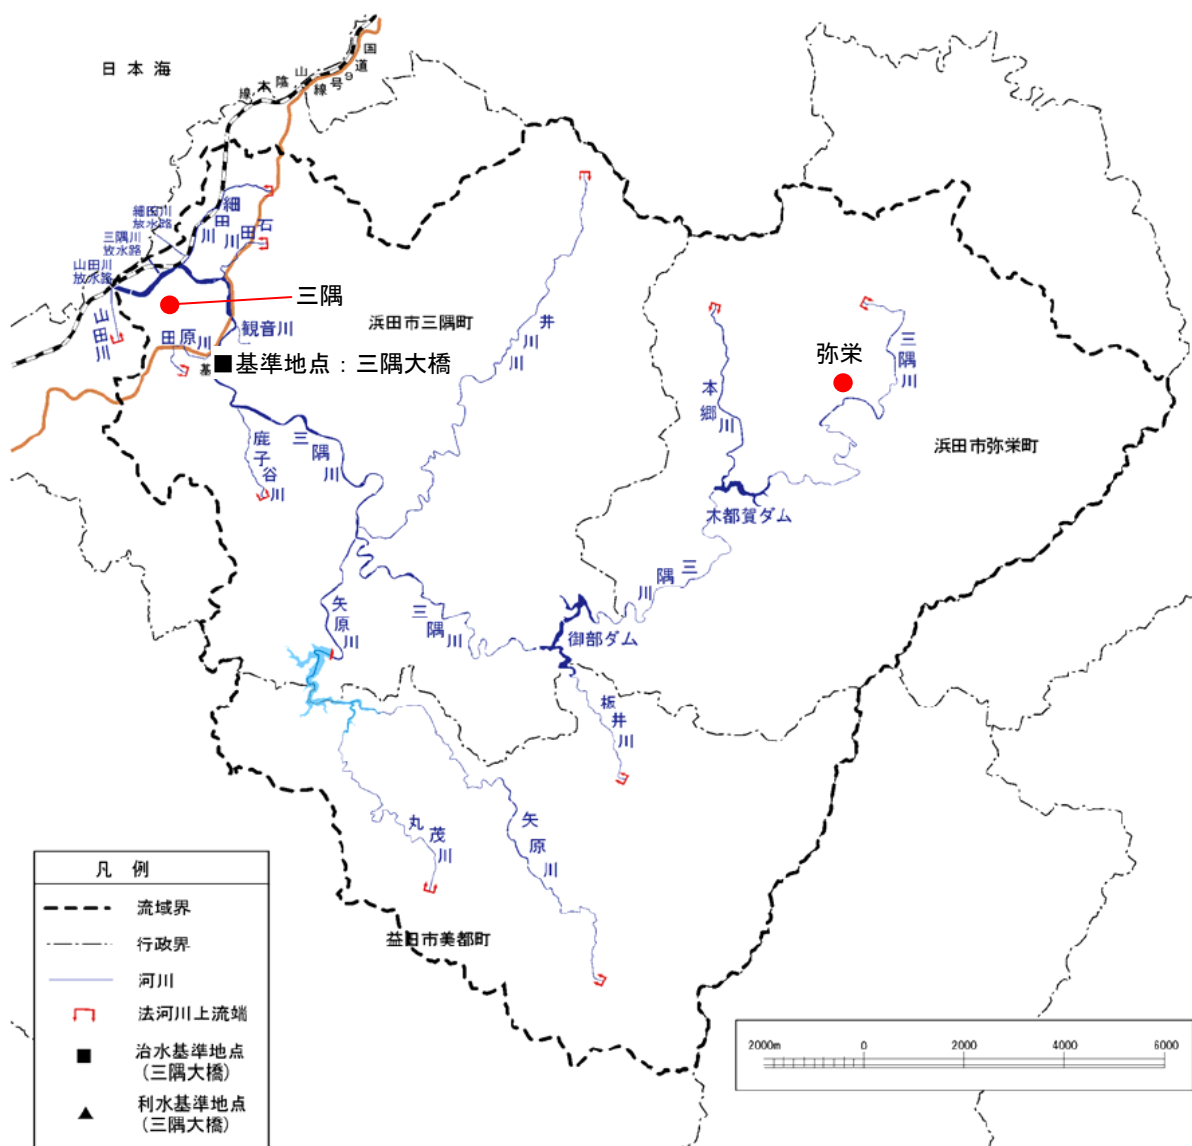 日本海
国道9号線
山陰本線
細田川
石田川
細田川
放水路
三隅川
放水路
山田川
放水路
三隅
山田川
田原川
観音川
浜田市三隅町
基
■基準地点：三隅大橋
井川川
弥栄
三隅川
本郷川
浜田市弥栄町
鹿子谷川
三隅川
木都賀ダム
三隅川
矢原川
三隅川
御部ダム
板井川
丸茂川
矢原川
益田市美都町
凡 例
流域界
行政界
河川
法河川上流端
治水基準地点
(三隅大橋)
利水基準地点
(三隅大橋)
2000m 0 2000 4000 6000